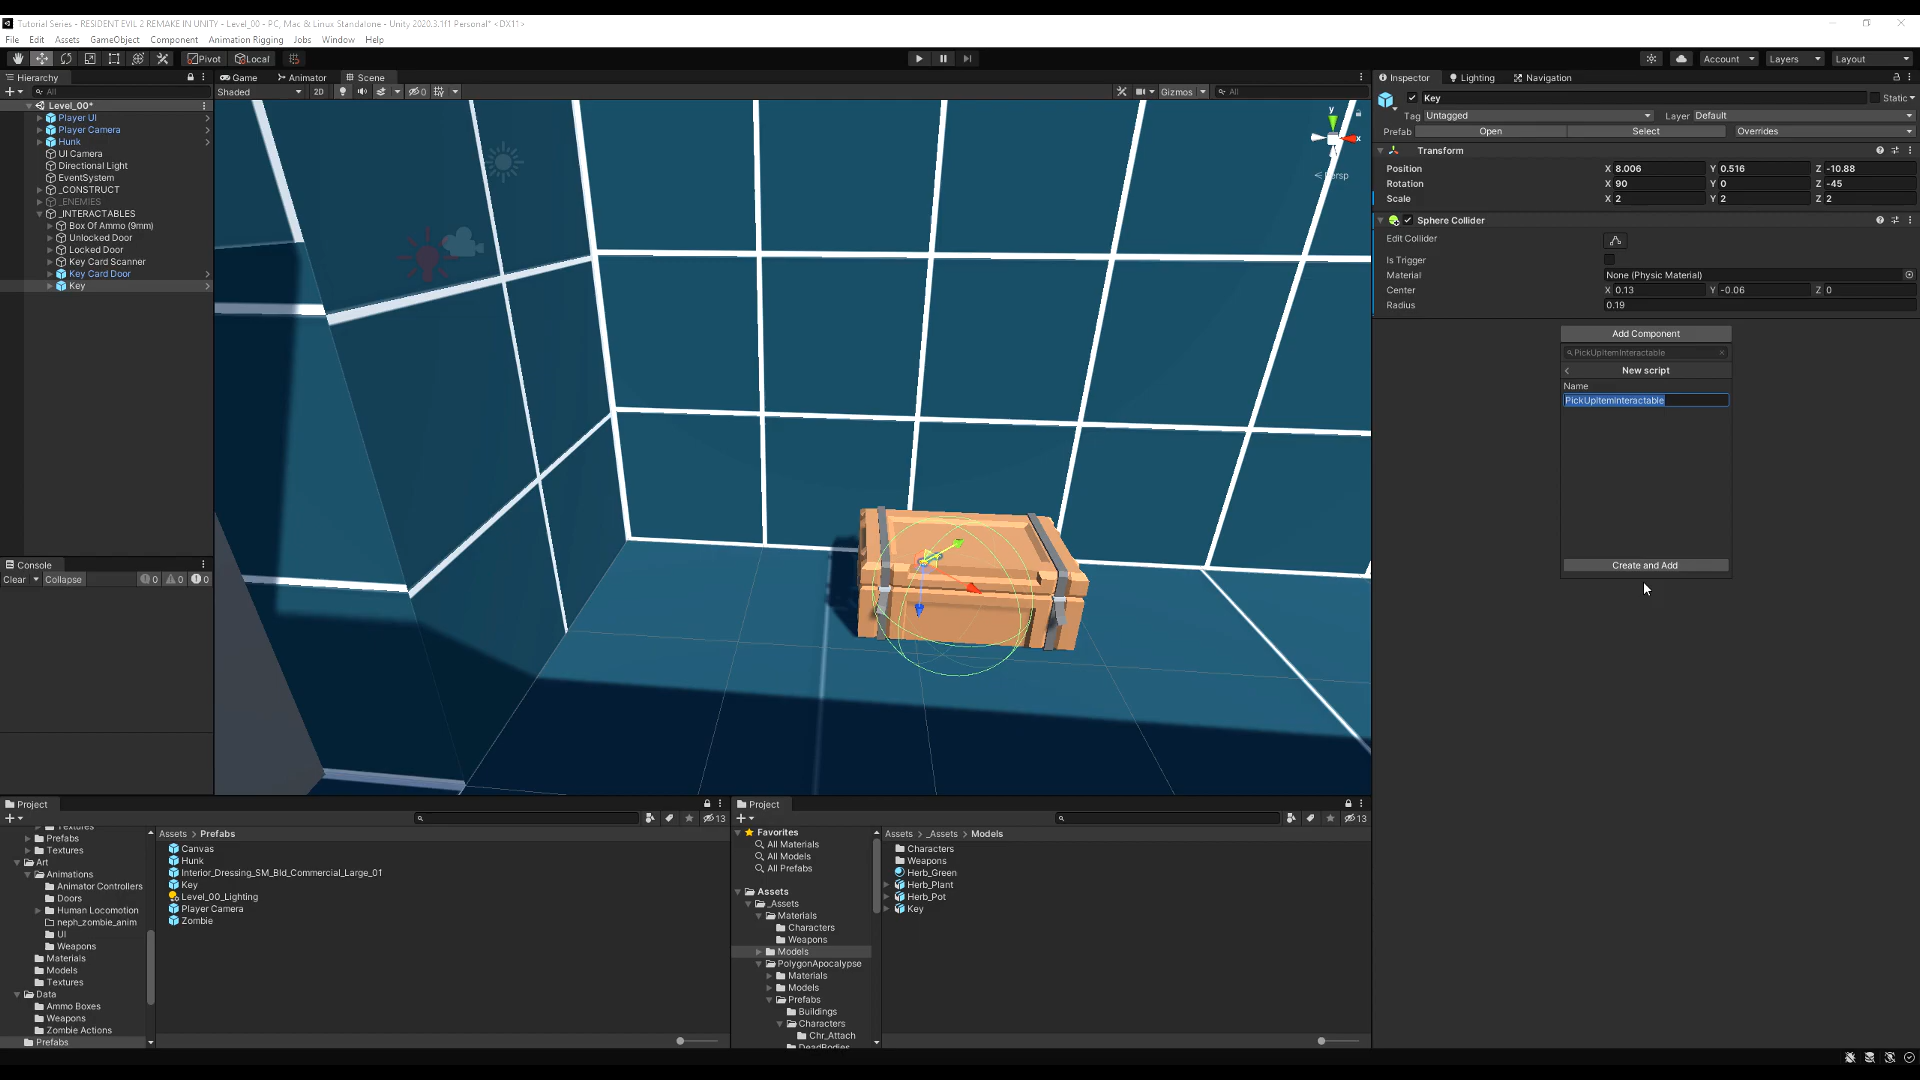 Tutorial Series - RESIDENT EVIL 2 REMAKE IN UNITY - Level_00 - PC, Mac & Linux Standalone - Unity 2020.3.1f1 Personal* <DX11>
File Edit Assets GameObject Component Animation Rigging Jobs Window Help
Pivot Local Account Layers Layout
Hierarchy Game Animator Scene Inspector Lighting Navigation
All Shaded 2D 0 Gizmos All Key Static
Level_00*
Player UI
Player Camera
Hunk
UI Camera
Directional Light
EventSystem
_CONSTRUCT
_ENEMIES
_INTERACTABLES
Box Of Ammo (9mm)
Unlocked Door
Locked Door
Key Card Scanner
Key Card Door
Key
y
x
Persp
Tag Untagged Layer Default
Prefab Open Select Overrides
Transform
Position X 8.006 Y 0.516 Z -10.88
Rotation X 90 Y 0 Z -45
Scale X 2 Y 2 Z 2
Sphere Collider
Edit Collider
Is Trigger
Material None (Physic Material)
Center X 0.13 Y -0.06 Z 0
Radius 0.19
Add Component
PickUpItemInteractable
New script
Name
PickUpItemInteractable
Create and Add
Console
Clear Collapse 0 0 0
Project
13
Textures
Prefabs
Textures
Art
Animations
Animator Controllers
Doors
Human Locomotion
neph_zombie_anim
UI
Weapons
Materials
Models
Textures
Data
Ammo Boxes
Weapons
Zombie Actions
Prefabs
Assets > Prefabs
Canvas
Hunk
Interior_Dressing_SM_Bld_Commercial_Large_01
Key
Level_00_Lighting
Player Camera
Zombie
Project
13
Favorites
All Materials
All Models
All Prefabs
Assets
_Assets
Materials
Characters
Weapons
Models
PolygonApocalypse
Materials
Models
Prefabs
Buildings
Characters
Chr_Attach
DeadBodies
Assets > _Assets > Models
Characters
Weapons
Herb_Green
Herb_Plant
Herb_Pot
Key